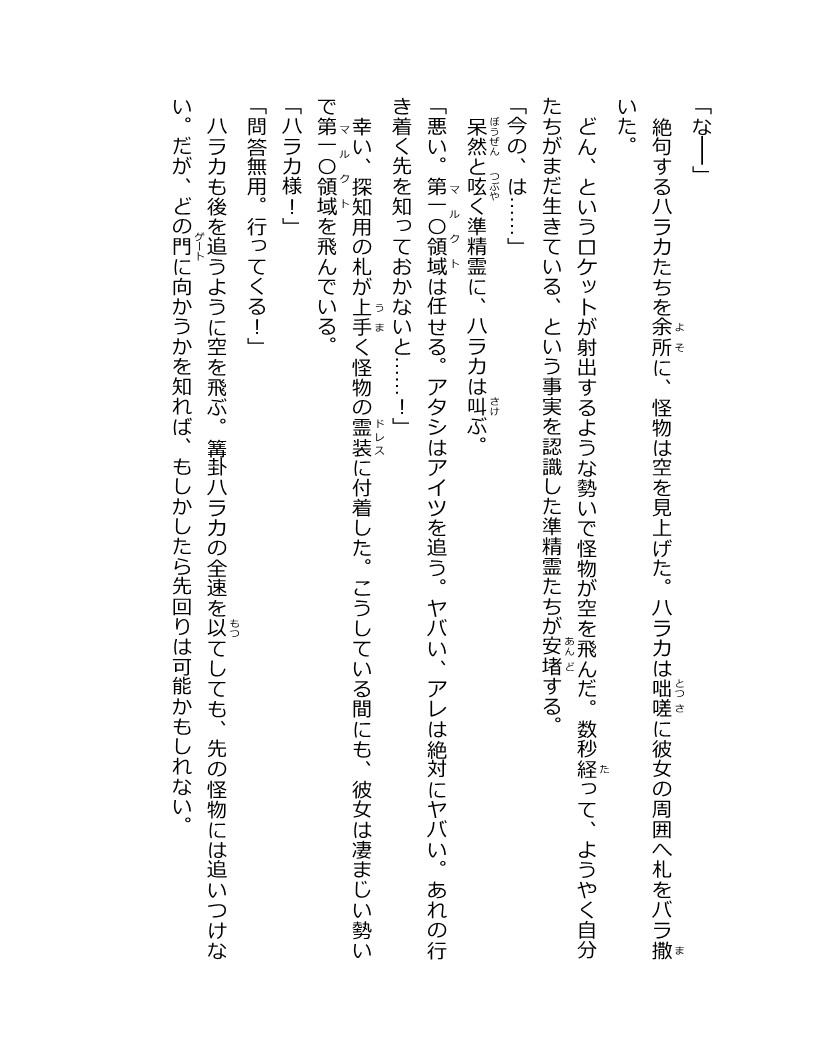 「な――」
　絶句するハラカたちを余所に、怪物は空を見上げた。ハラカは咄嗟に彼女の周囲へ札をバラ撒
いた。
　どん、というロケットが射出するような勢いで怪物が空を飛んだ。数秒経って、ようやく自分
たちがまだ生きている、という事実を認識した準精霊たちが安堵する。
「今の、は……」
　呆然と呟く準精霊に、ハラカは叫ぶ。
「悪い。第一〇領域は任せる。アタシはアイツを追う。ヤバい、アレは絶対にヤバい。あれの行
き着く先を知っておかないと……！」
　幸い、探知用の札が上手く怪物の霊装に付着した。こうしている間にも、彼女は凄まじい勢い
で第一〇領域を飛んでいる。
「ハラカ様！」
「問答無用。行ってくる！」
　ハラカも後を追うように空を飛ぶ。篝卦ハラカの全速を以てしても、先の怪物には追いつけな
い。だが、どの門に向かうかを知れば、もしかしたら先回りは可能かもしれない。